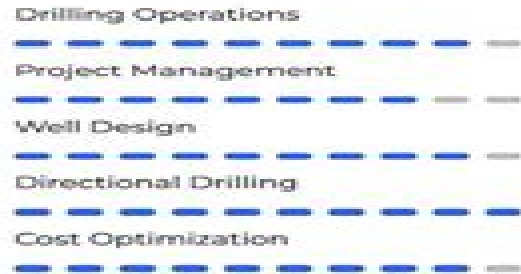 Drilling Operations
Project Management
Well Design
Directional Drilling
Cost Optimization